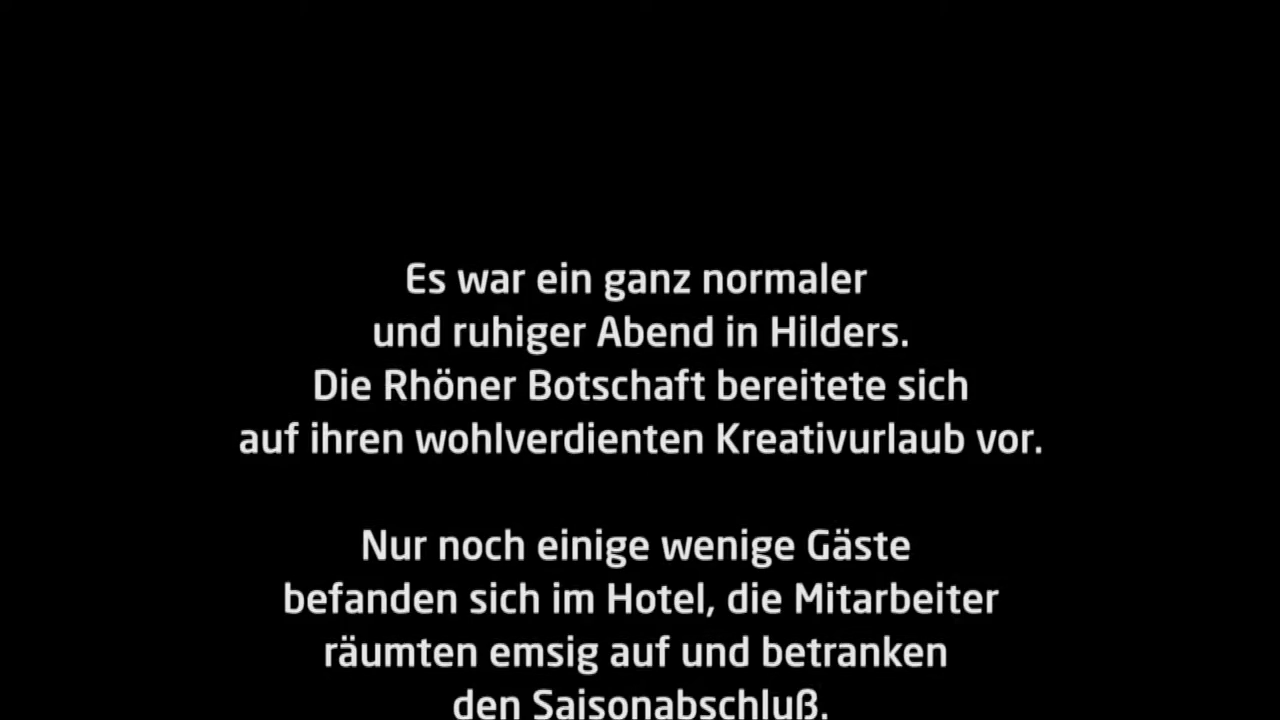 Es war ein ganz normaler
und ruhiger Abend in Hilders.
Die Rhöner Botschaft bereitete sich
auf ihren wohlverdienten Kreativurlaub vor.
Nur noch einige wenige Gäste
befanden sich im Hotel, die Mitarbeiter
räumten emsig auf und betranken
den Saisonabschluß.